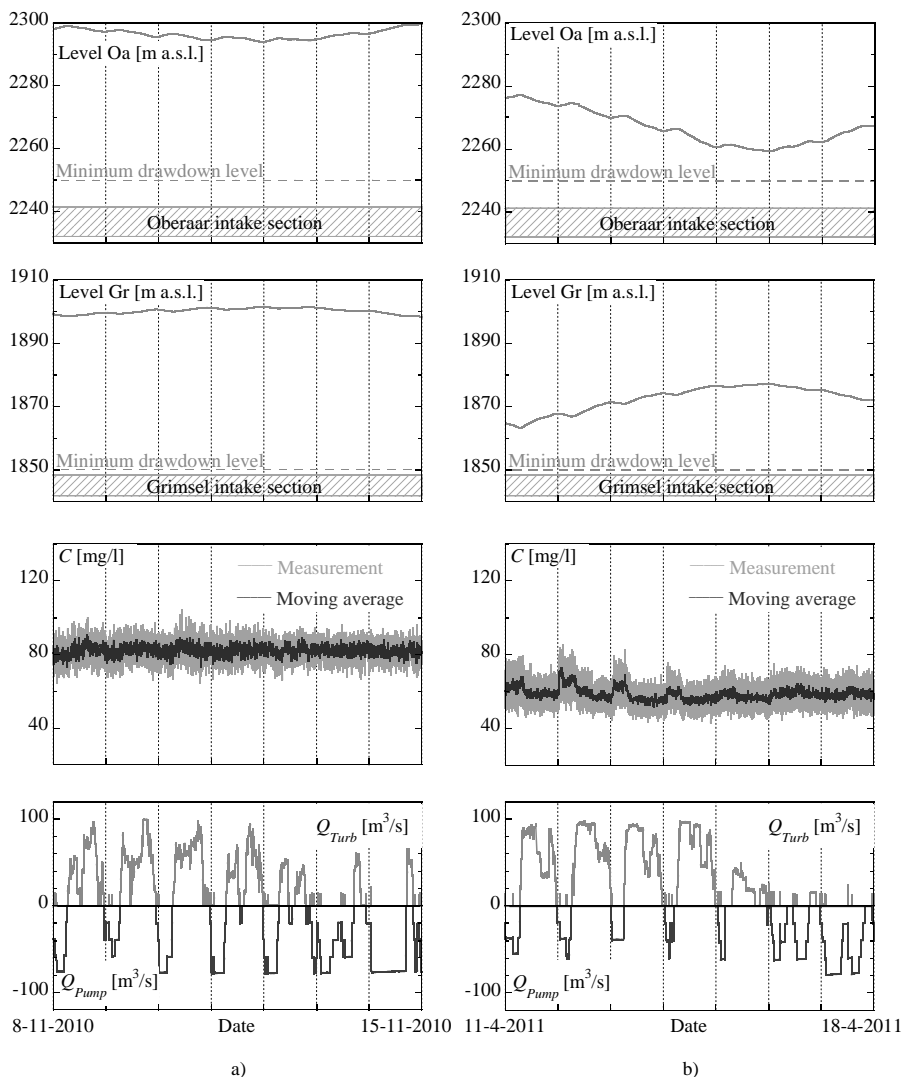 2300
Level Oa [m a.s.l.]
2280
2260
Minimum drawdown level
2240
Oberaar intake section
1910
Level Gr [m a.s.l.]
1890
1870
1850
Minimum drawdown level
Grimsel intake section
C [mg/l]
120
Measurement
Moving average
80
40
100
Q_Turb [m³/s]
0
Q_Pump [m³/s]
-100
8-11-2010
Date
15-11-2010
a)
2300
Level Oa [m a.s.l.]
2280
2260
Minimum drawdown level
2240
Oberaar intake section
1910
Level Gr [m a.s.l.]
1890
1870
1850
Minimum drawdown level
Grimsel intake section
C [mg/l]
120
Measurement
Moving average
80
40
100
Q_Turb [m³/s]
0
Q_Pump [m³/s]
-100
11-4-2011
Date
18-4-2011
b)